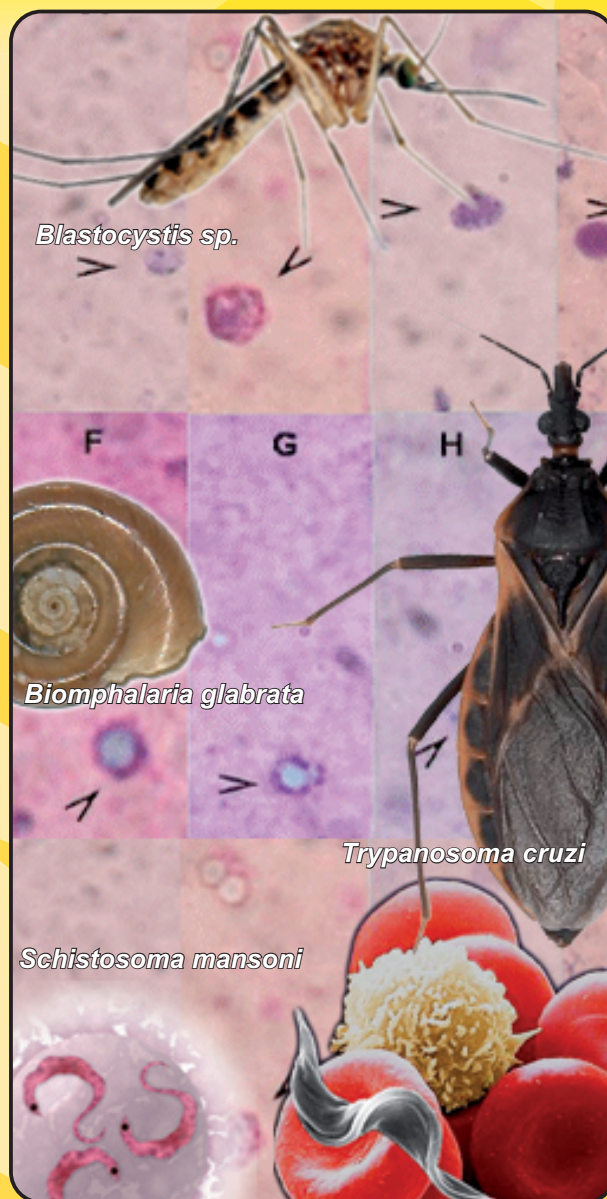 Blastocystis sp.
F G H
Biomphalaria glabrata
Trypanosoma cruzi
Schistosoma mansoni